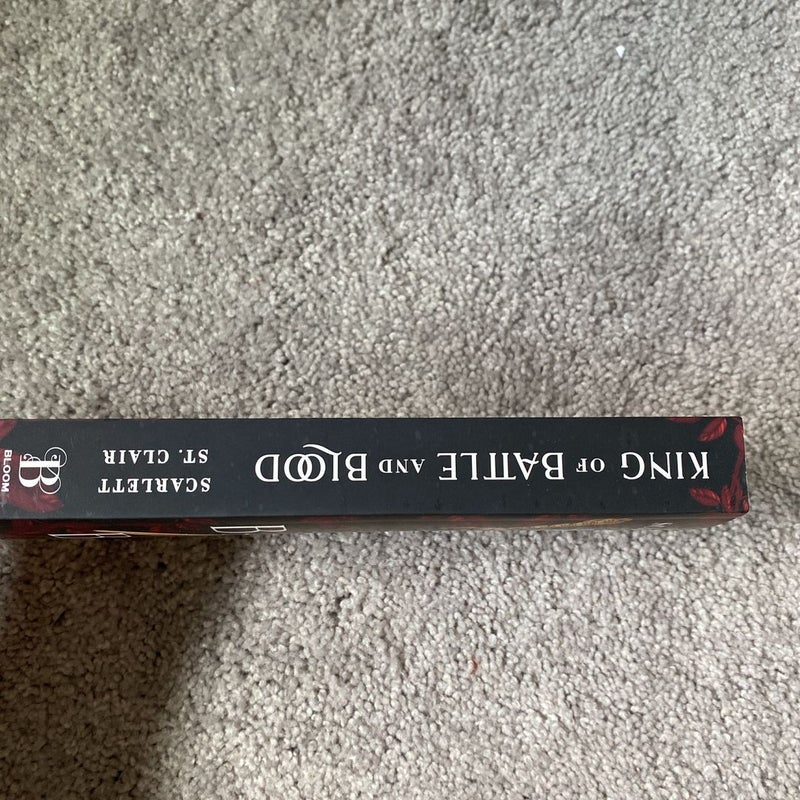 KING OF BATTLE AND BLOOD
SCARLETT
ST. CLAIR
B
BLOOM